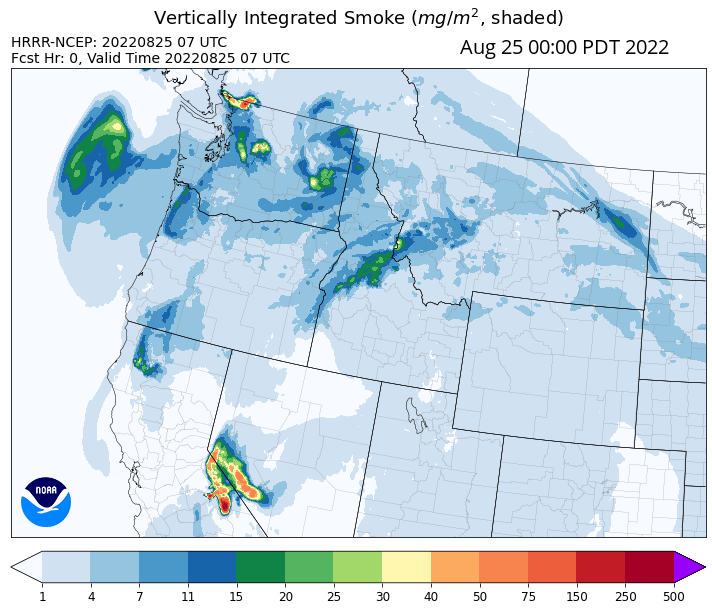 Vertically Integrated Smoke (mg/m², shaded)
HRRR-NCEP: 20220825 07 UTC
Fcst Hr: 0, Valid Time 20220825 07 UTC
Aug 25 00:00 PDT 2022
NOAA
1 4 7 11 15 20 25 30 40 50 75 150 250 500